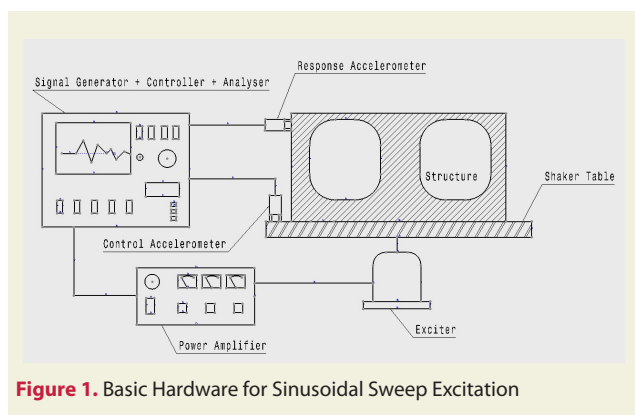 Response Accelerometer
Signal Generator + Controller + Analyser
Structure
Shaker Table
Control Accelerometer
Exciter
Power Amplifier
Figure 1. Basic Hardware for Sinusoidal Sweep Excitation